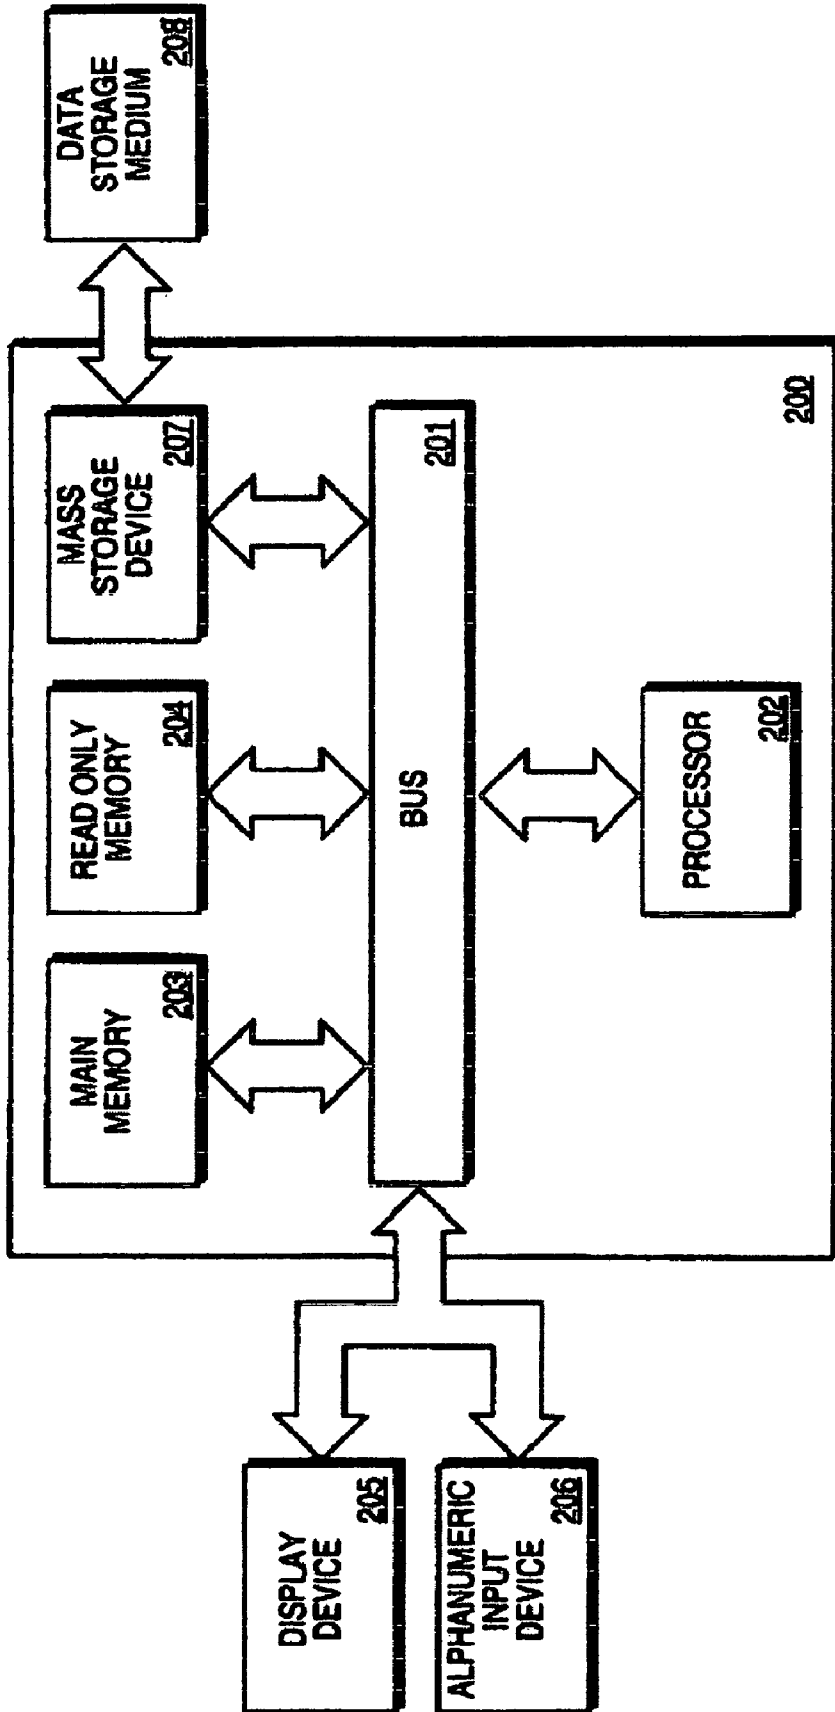 MAIN
MEMORY
203
READ ONLY
MEMORY
204
MASS
STORAGE
DEVICE
207
DATA
STORAGE
MEDIUM
208
DISPLAY
DEVICE
205
BUS
201
ALPHANUMERIC
INPUT
DEVICE
206
PROCESSOR
202
200